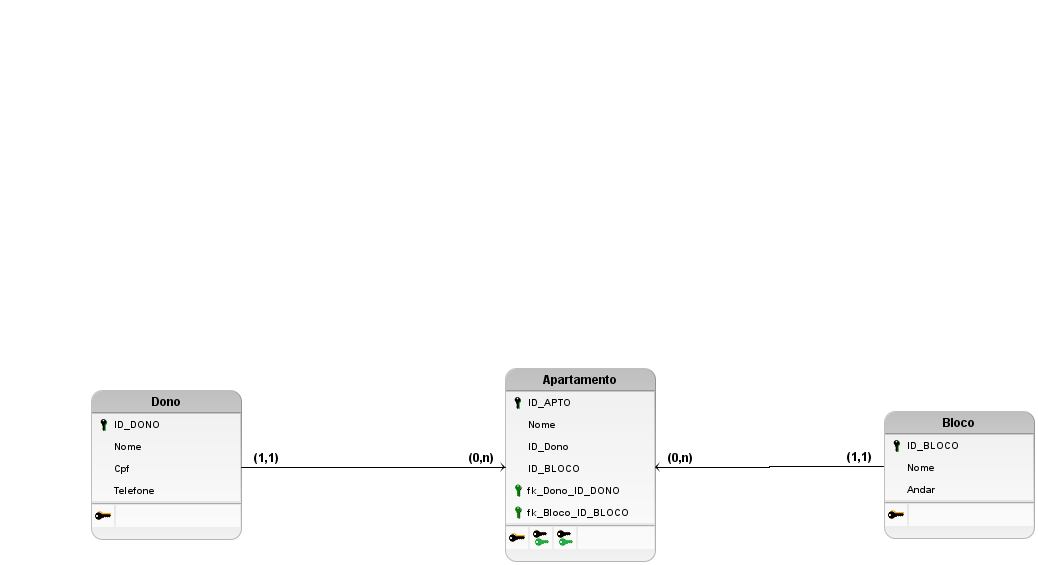 Dono
ID_DONO
Nome
Cpf
Telefone
(1,1)
(0,n)
Apartamento
ID_APTO
Nome
ID_Dono
ID_BLOCO
fk_Dono_ID_DONO
fk_Bloco_ID_BLOCO
(0,n)
(1,1)
Bloco
ID_BLOCO
Nome
Andar